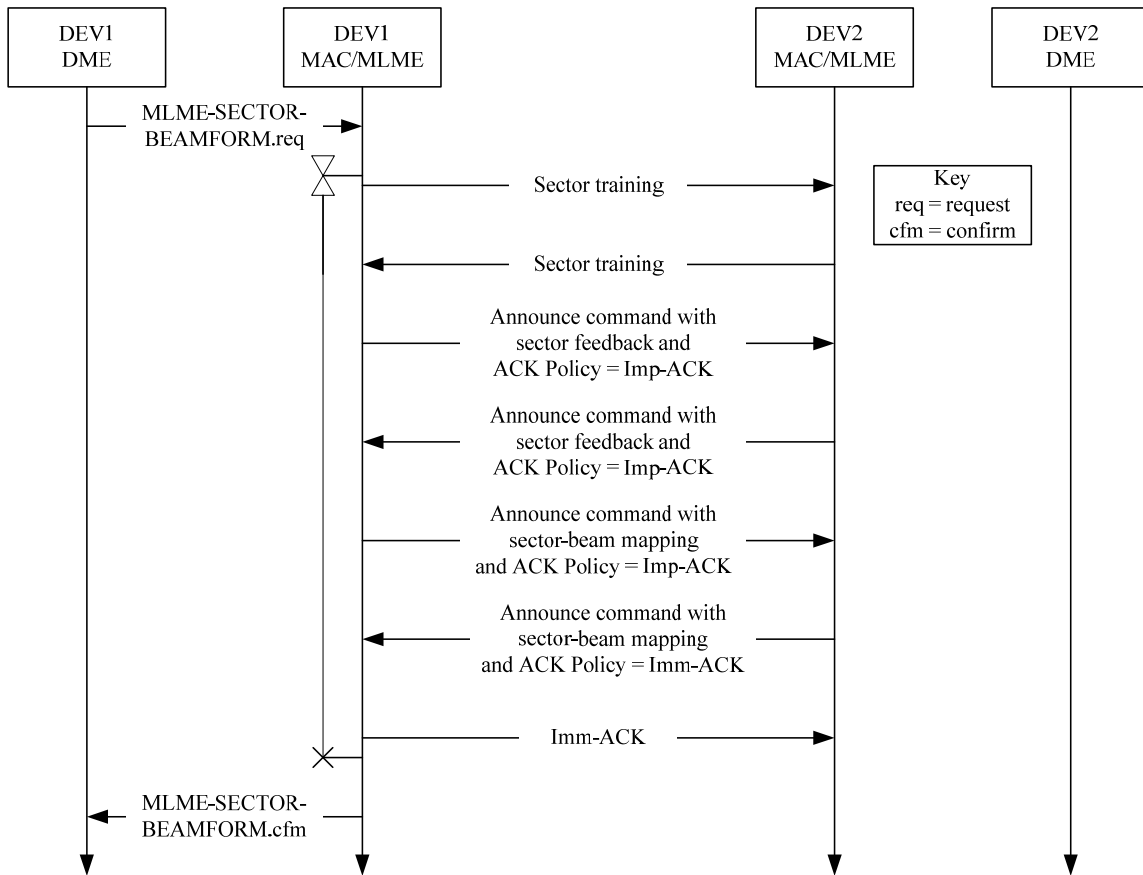 DEV1
DME
DEV1
MAC/MLME
DEV2
MAC/MLME
DEV2
DME
MLME-SECTOR-
BEAMFORM.req
Sector training
Key
req = request
cfm = confirm
Sector training
Announce command with
sector feedback and
ACK Policy = Imp-ACK
Announce command with
sector feedback and
ACK Policy = Imp-ACK
Announce command with
sector-beam mapping
and ACK Policy = Imp-ACK
Announce command with
sector-beam mapping
and ACK Policy = Imm-ACK
Imm-ACK
MLME-SECTOR-
BEAMFORM.cfm